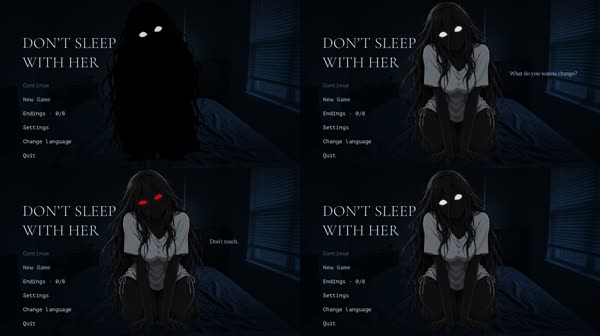 DON'T SLEEP
WITH HER
Continue
New Game
Endings · 0/8
Settings
Change language
Quit
DON'T SLEEP
WITH HER
What do you wanna change?
Continue
New Game
Endings · 0/8
Settings
Change language
Quit
DON'T SLEEP
WITH HER
Don't touch.
Continue
New Game
Endings · 0/8
Settings
Change language
Quit
DON'T SLEEP
WITH HER
Continue
New Game
Endings · 0/8
Settings
Change language
Quit